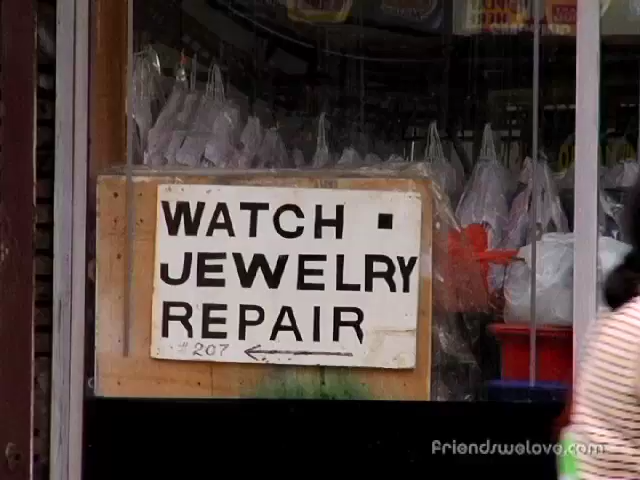 WATCH ▪
JEWELRY
REPAIR
#207 ←
Friendswelove.com